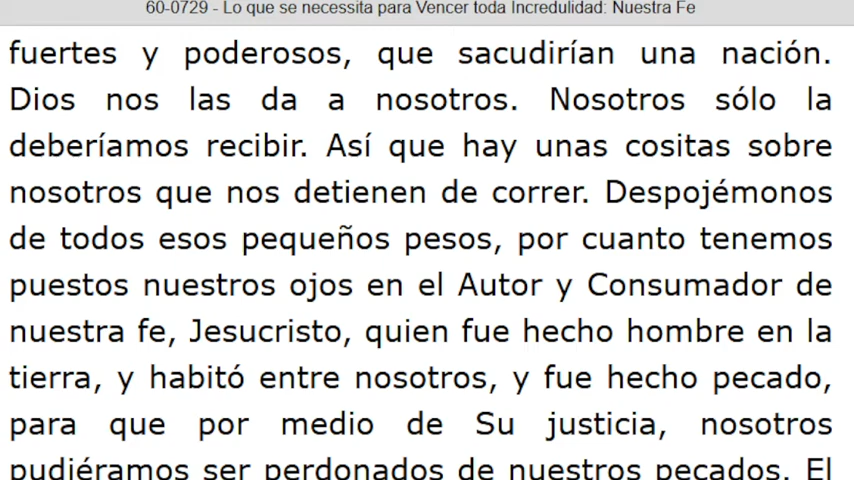 60-0729 - Lo que se necessita para Vencer toda Incredulidad: Nuestra Fe
fuertes y poderosos, que sacudirían una nación.
Dios nos las da a nosotros. Nosotros sólo la
deberíamos recibir. Así que hay unas cositas sobre
nosotros que nos detienen de correr. Despojémonos
de todos esos pequeños pesos, por cuanto tenemos
puestos nuestros ojos en el Autor y Consumador de
nuestra fe, Jesucristo, quien fue hecho hombre en la
tierra, y habitó entre nosotros, y fue hecho pecado,
para que por medio de Su justicia, nosotros
pudiéramos ser perdonados de nuestros pecados. El